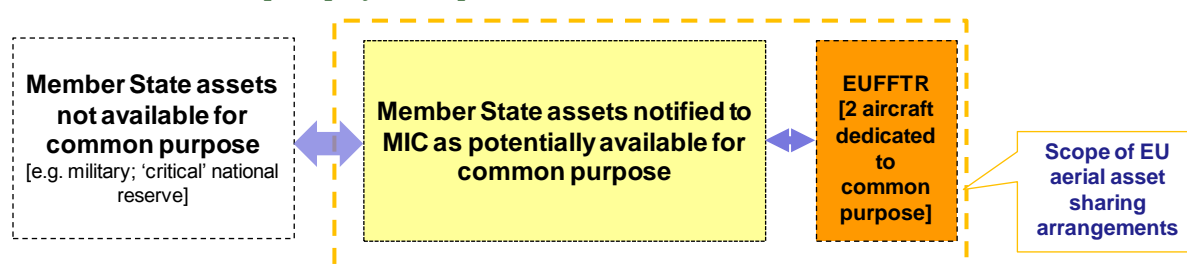 Member State assets
not available for
common purpose
[e.g. military; 'critical' national
reserve]
Member State assets notified to
MIC as potentially available for
common purpose
EUFFTR
[2 aircraft
dedicated
to
common
purpose]
Scope of EU
aerial asset
sharing
arrangements